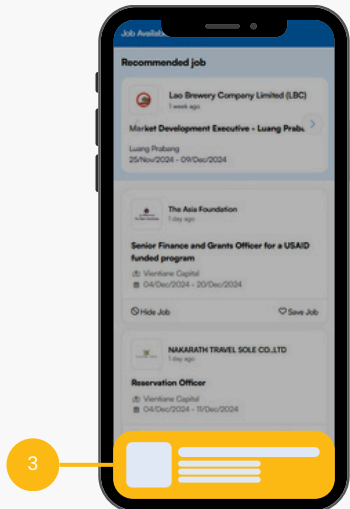 Job Availab
Recommended job
Lao Brewery Company Limited (LBC)
1 week ago
Market Development Executive - Luang Prab
Luang Prabang
25/Nov/2024 - 09/Dec/2024
The Asia Foundation
1 day ago
Senior Finance and Grants Officer for a USAID
funded program
Vientiane Capital
04/Dec/2024 - 20/Dec/2024
Hide Job
Save Job
NAKARATH TRAVEL SOLE CO.,LTD
1 day ago
Reservation Officer
Vientiane Capital
04/Dec/2024 - 11/Dec/2024
3